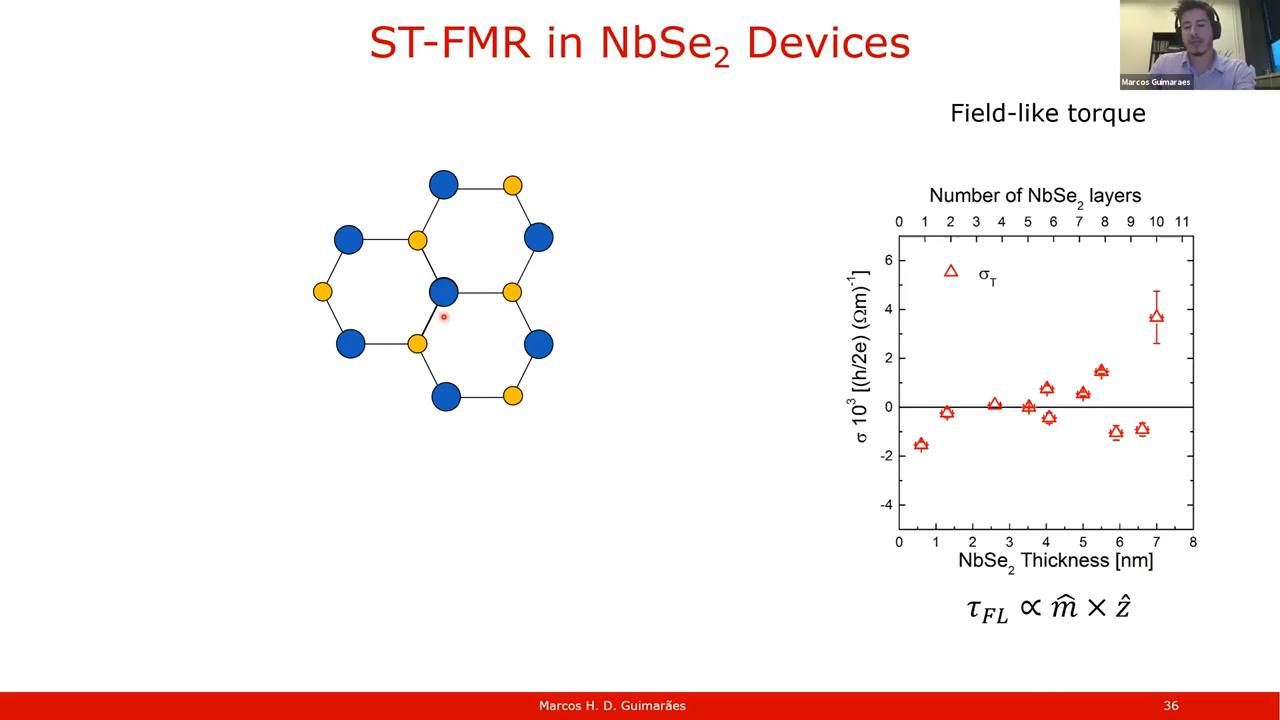 ST-FMR in NbSe₂ Devices
Marcos Guimaraes
Field-like torque
Number of NbSe₂ layers
0 1 2 3 4 5 6 7 8 9 10 11
σ_T
σ 10³ [(ħ/2e) (Ωm)⁻¹]
6
4
2
0
-2
-4
0 1 2 3 4 5 6 7 8
NbSe₂ Thickness [nm]
τ_FL ∝ m̂ × ẑ
Marcos H. D. Guimarães
36